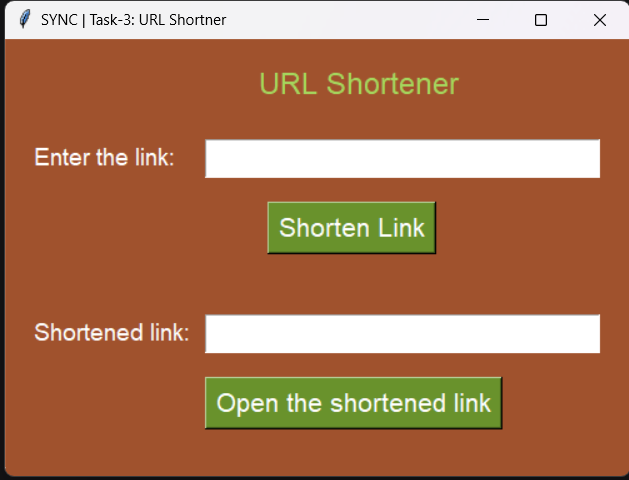 SYNC | Task-3: URL Shortner
URL Shortener
Enter the link:
Shorten Link
Shortened link:
Open the shortened link